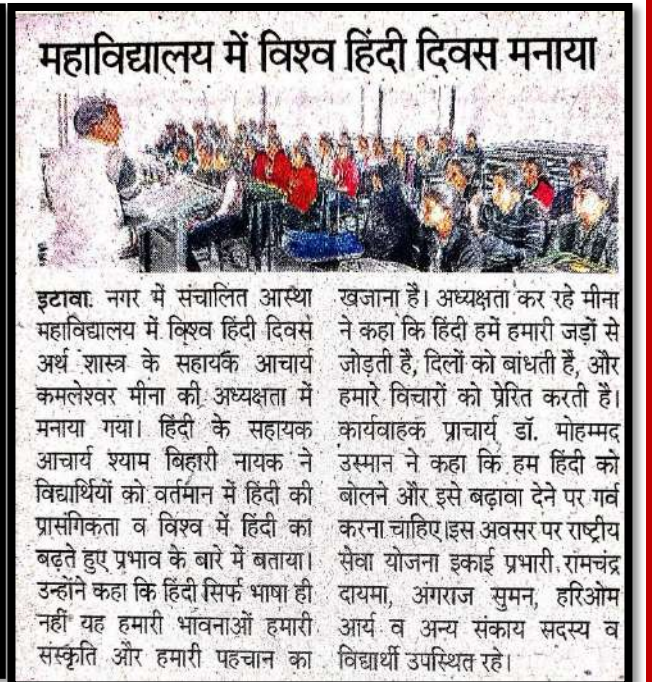 महाविद्यालय में विश्व हिंदी दिवस मनाया
इटावा. नगर में संचालित आस्था
महाविद्यालय में विश्व हिंदी दिवस
अर्थ शास्त्र के सहायक आचार्य
कमलेश्वर मीना की अध्यक्षता में
मनाया गया। हिंदी के सहायक
आचार्य श्याम बिहारी नायक ने
विद्यार्थियों को वर्तमान में हिंदी की
प्रासंगिकता व विश्व में हिंदी का
बढ़ते हुए प्रभाव के बारे में बताया।
उन्होंने कहा कि हिंदी सिर्फ भाषा ही
नहीं यह हमारी भावनाओं हमारी
संस्कृति और हमारी पहचान का
खजाना है। अध्यक्षता कर रहे मीना
ने कहा कि हिंदी हमें हमारी जड़ों से
जोड़ती है, दिलों को बांधती है, और
हमारे विचारों को प्रेरित करती है।
कार्यवाहक प्राचार्य डॉ. मोहम्मद
उस्मान ने कहा कि हम हिंदी को
बोलने और इसे बढ़ावा देने पर गर्व
करना चाहिए।इस अवसर पर राष्ट्रीय
सेवा योजना इकाई प्रभारी रामचंद्र
दायमा, अगराज सुमन, हरिओम
आर्य व अन्य संकाय सदस्य व
विद्यार्थी उपस्थित रहे।